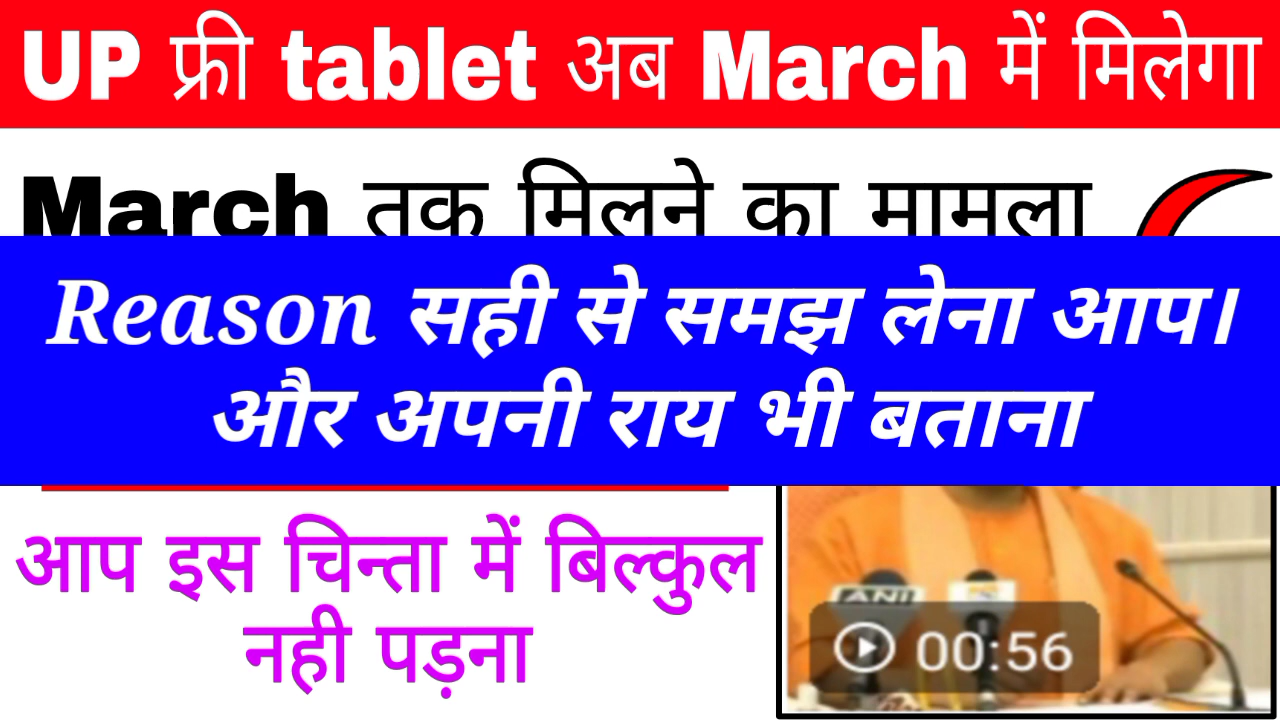 UP फ्री tablet अब March में मिलेगा
March तक मिलने का मामला
Reason सही से समझ लेना आप।
और अपनी राय भी बताना
आप इस चिन्ता में बिल्कुल
नही पड़ना
ANI
00:56